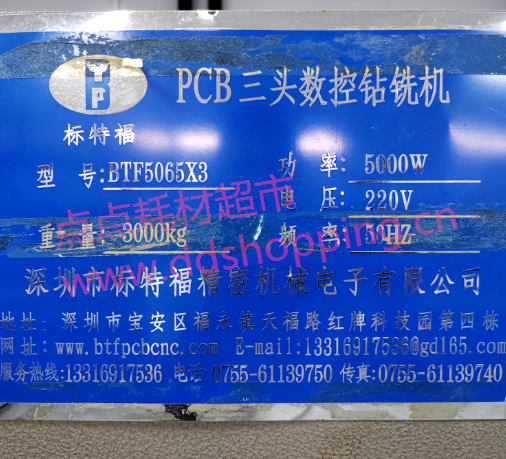 TP
PCB三头数控钻铣机
标特福
型号:BTF5065X3 功率:5000W
电压:220V
点点耗材超市
重量:3000kg 频率:50HZ
www.ddshopping.cn
深圳市标特福精密机械电子有限公司
地址:深圳市宝安区福永镇天福路红牌科技园第四栋
网址:www.btfpcbcnc.com E-mail:13316917536@gd165.com
服务热线:13316917536 电话:0755-61139750 传真:0755-61139740